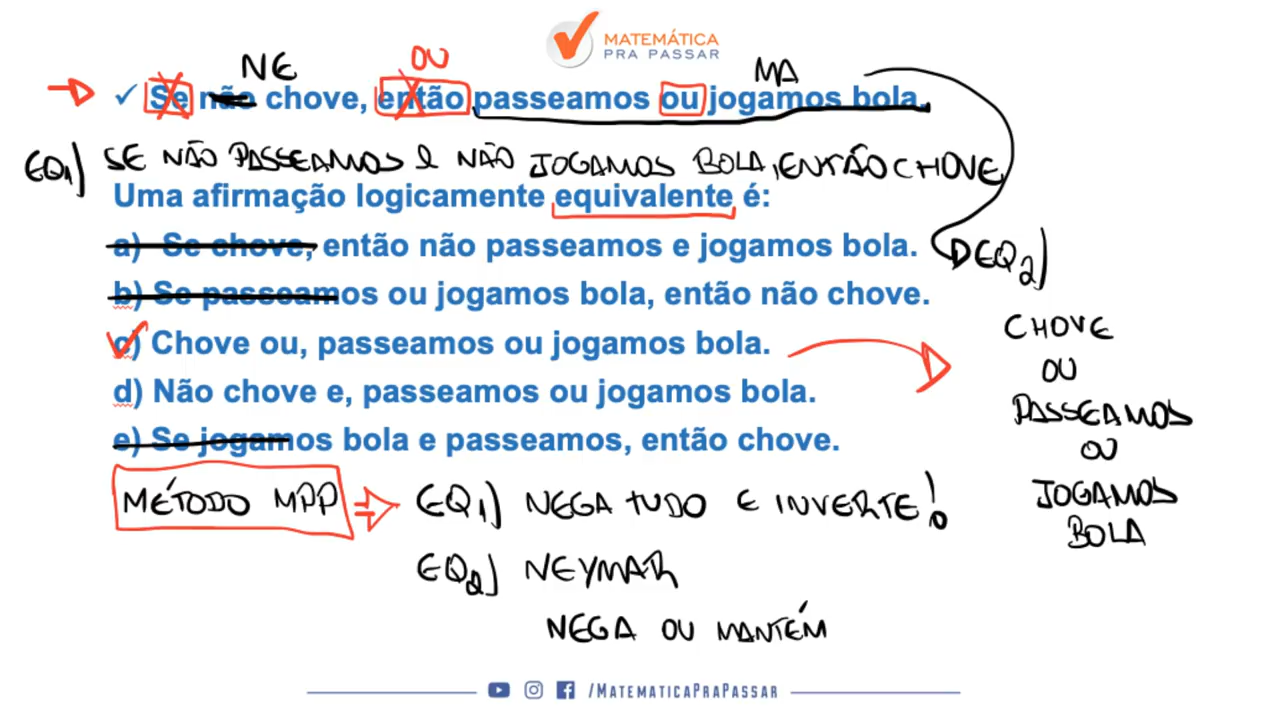 MATEMÁTICA
PRA PASSAR
NE OU MA
✓ Se não chove, então passeamos ou jogamos bola.
EQ1) SE NÃO PASSEAMOS E NÃO JOGAMOS BOLA, ENTÃO CHOVE
Uma afirmação logicamente equivalente é:
a) Se chove, então não passeamos e jogamos bola.
EQ2)
b) Se passeamos ou jogamos bola, então não chove.
c) Chove ou, passeamos ou jogamos bola.
CHOVE
OU
PASSEAMOS
OU
JOGAMOS
BOLA
d) Não chove e, passeamos ou jogamos bola.
e) Se jogamos bola e passeamos, então chove.
MÉTODO MPP ⇒ EQ1) NEGA TUDO E INVERTE!
EQ2) NEYMAR
NEGA OU MANTÉM
/MatematicaPraPassar